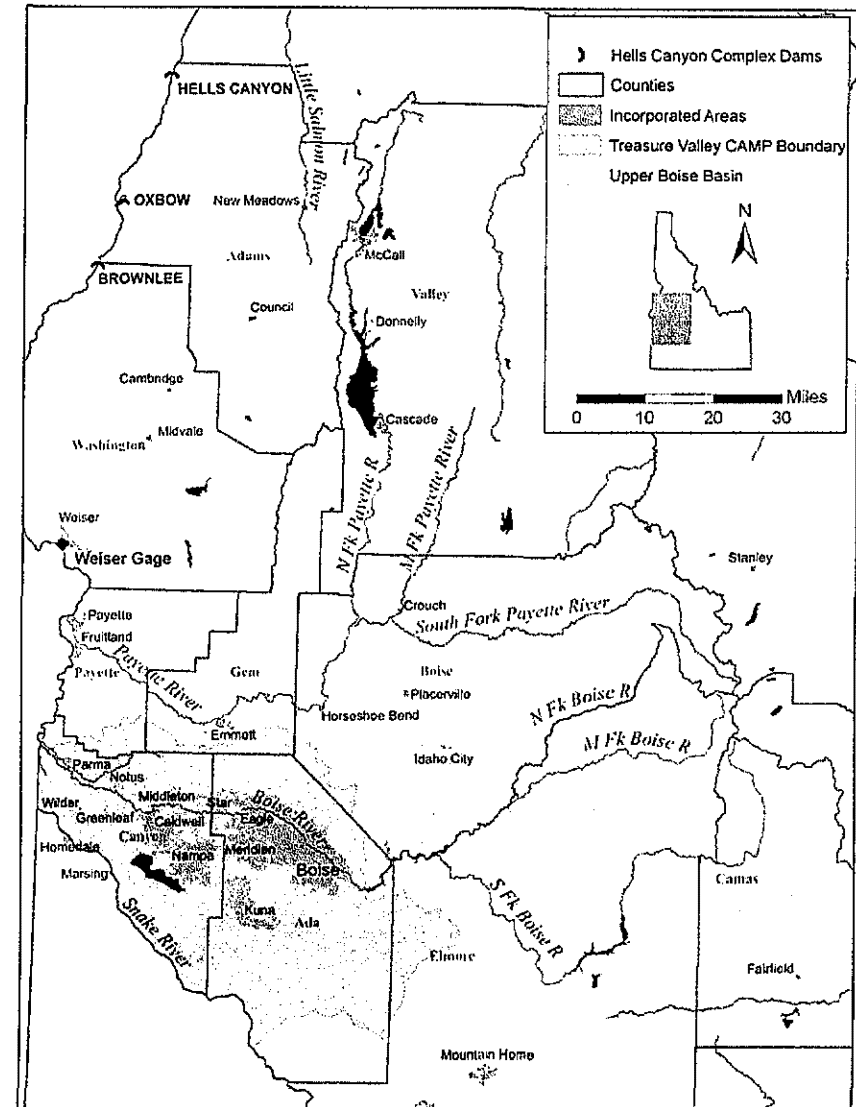 Hells Canyon Complex Dams
Counties
Incorporated Areas
Treasure Valley CAMP Boundary
Upper Boise Basin
N
Miles
0 10 20 30
HELLS CANYON
Little Salmon River
OXBOW
New Meadows
Adams
McCall
BROWNLEE
Valley
Council
Donnelly
Cambridge
Cascade
Midvale
Washington
N Fk Payette R
M Fk Payette River
Weiser
Weiser Gage
Stanley
Crouch
South Fork Payette River
Payette
Fruitland
Payette River
Payette
Gem
Boise
Placerville
N Fk Boise R
Horseshoe Bend
Emmett
M Fk Boise R
Idaho City
Parma
Notus
Middleton
Star
Boise River
Wilder
Greenleaf
Caldwell
Eagle
Canyon
Homedale
Nampa
Meridian
Marsing
Boise
Camas
Kuna
Ada
Snake River
S Fk Boise R
Elmore
Fairfield
Mountain Home